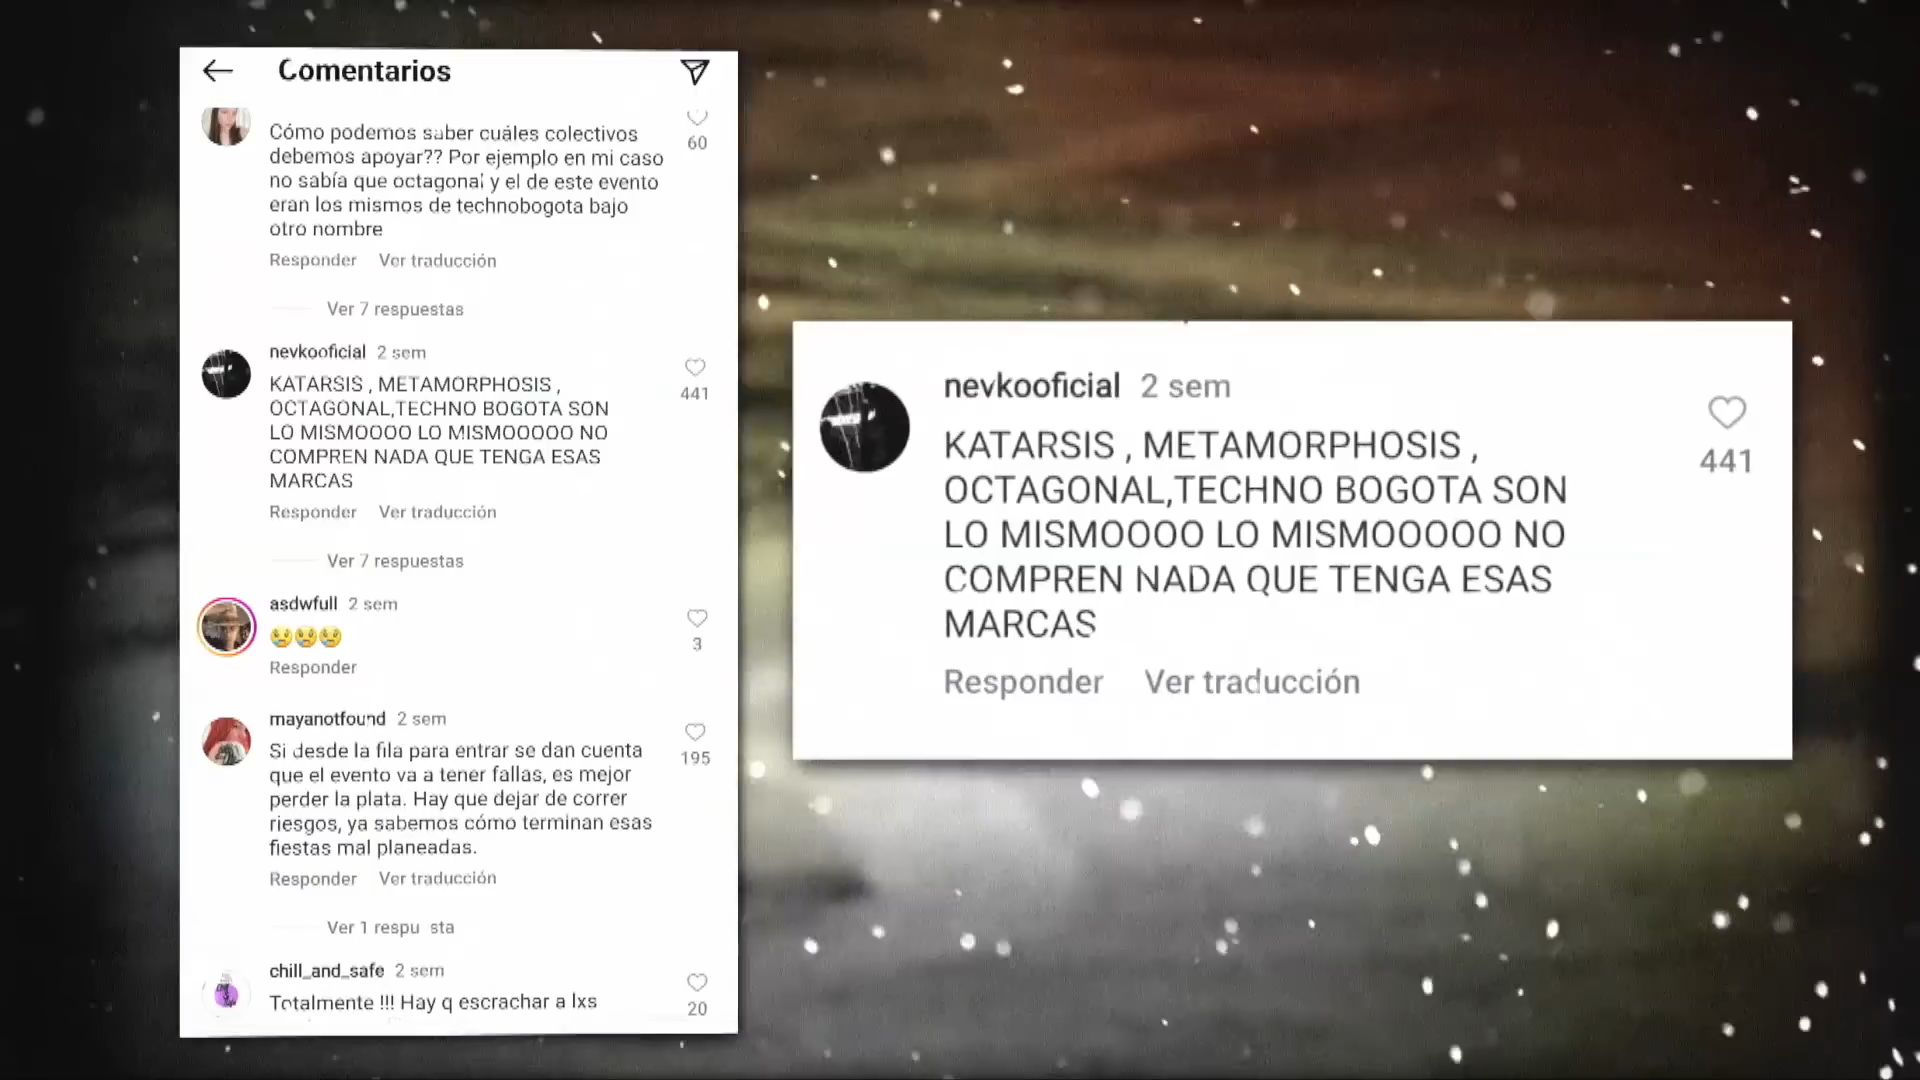 Comentarios
60
Cómo podemos saber cuáles colectivos
debemos apoyar?? Por ejemplo en mi caso
no sabía que octagonal y el de este evento
eran los mismos de technobogota bajo
otro nombre
Responder Ver traducción
Ver 7 respuestas
nevkooficial 2 sem
441
KATARSIS , METAMORPHOSIS ,
OCTAGONAL,TECHNO BOGOTA SON
LO MISMOOOO LO MISMOOOOO NO
COMPREN NADA QUE TENGA ESAS
MARCAS
Responder Ver traducción
Ver 7 respuestas
asdwfull 2 sem
😢😢😢
3
Responder
mayanotfound 2 sem
195
Si desde la fila para entrar se dan cuenta
que el evento va a tener fallas, es mejor
perder la plata. Hay que dejar de correr
riesgos, ya sabemos cómo terminan esas
fiestas mal planeadas.
Responder Ver traducción
Ver 1 respu sta
chill_and_safe 2 sem
20
Totalmente !!! Hay q escrachar a lxs
nevkooficial 2 sem
441
KATARSIS , METAMORPHOSIS ,
OCTAGONAL,TECHNO BOGOTA SON
LO MISMOOOO LO MISMOOOOO NO
COMPREN NADA QUE TENGA ESAS
MARCAS
Responder Ver traducción